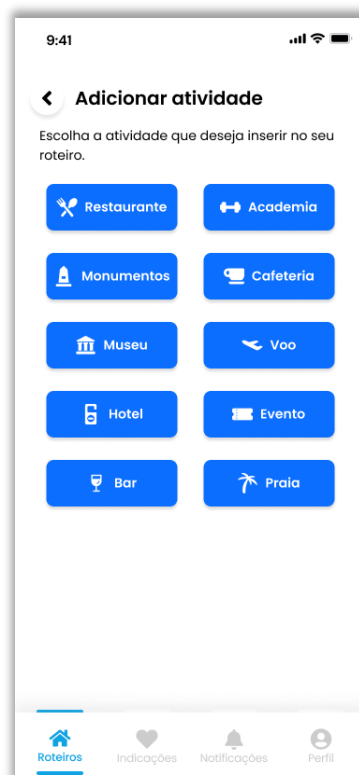 9:41
Adicionar atividade
Escolha a atividade que deseja inserir no seu
roteiro.
Restaurante
Academia
Monumentos
Cafeteria
Museu
Voo
Hotel
Evento
Bar
Praia
Roteiros
Indicações
Notificações
Perfil